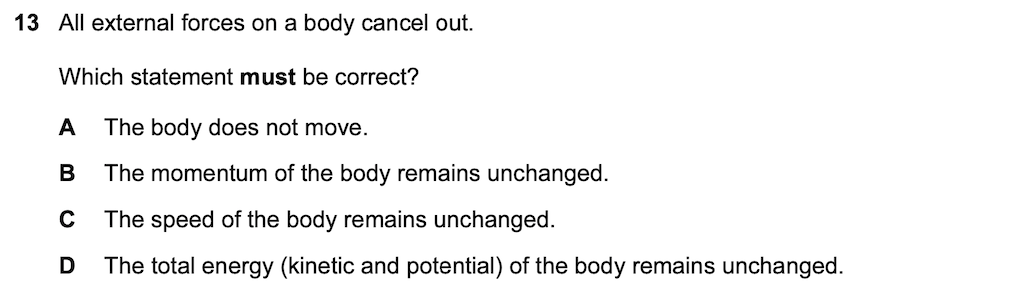 13 All external forces on a body cancel out.
Which statement must be correct?
A The body does not move.
B The momentum of the body remains unchanged.
C The speed of the body remains unchanged.
D The total energy (kinetic and potential) of the body remains unchanged.